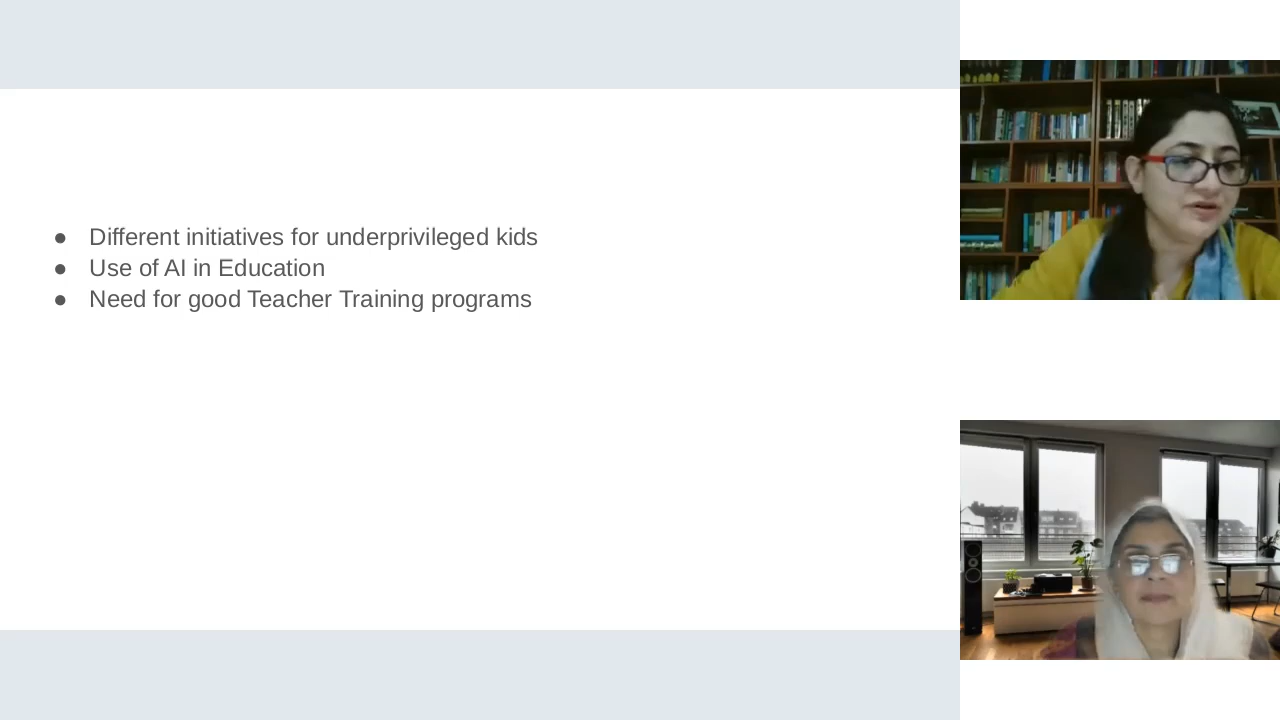 ● Different initiatives for underprivileged kids
● Use of AI in Education
● Need for good Teacher Training programs